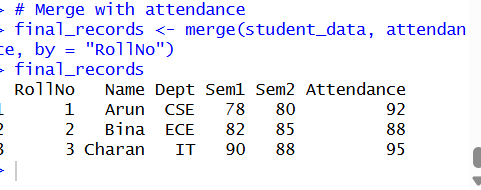 > # Merge with attendance
> final_records <- merge(student_data, attendan
ce, by = "RollNo")
> final_records
  RollNo   Name Dept Sem1 Sem2 Attendance
1      1   Arun  CSE   78   80         92
2      2   Bina  ECE   82   85         88
3      3 Charan   IT   90   88         95
>